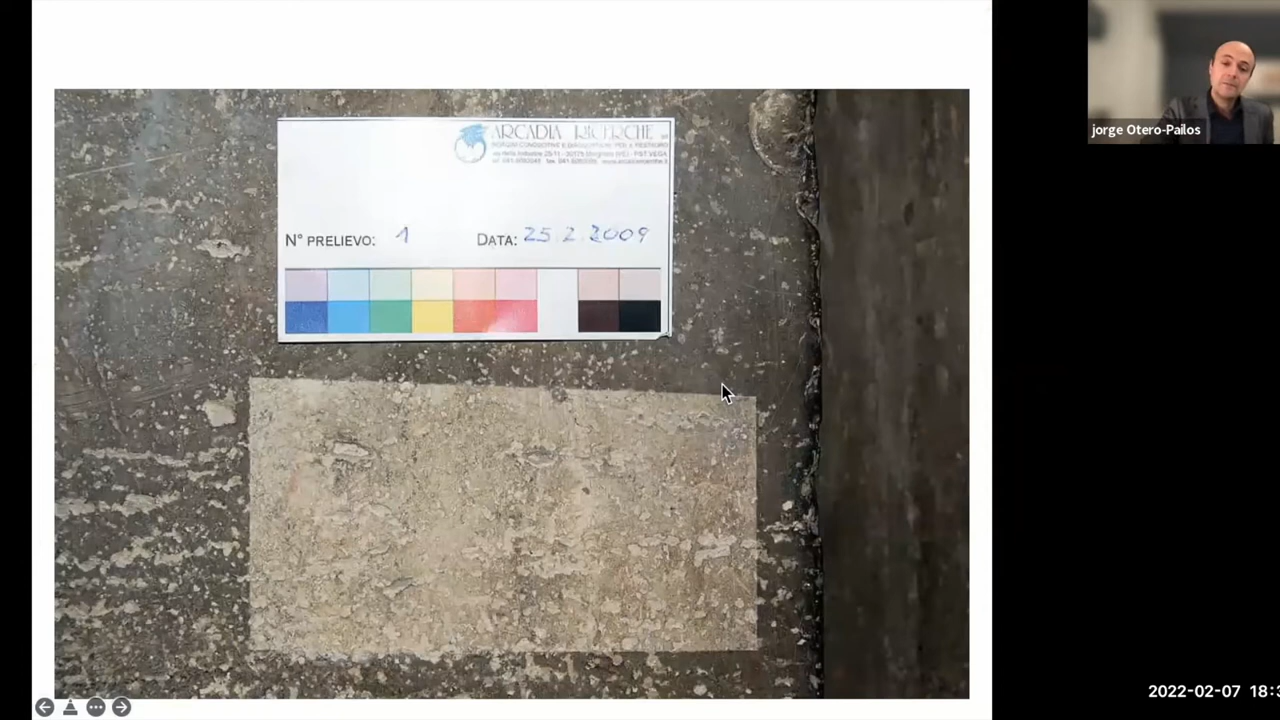 ARCADIA RICERCHE
N° PRELIEVO: 1
DATA: 25.2.2009
jorge Otero-Pailos
2022-02-07 18:3